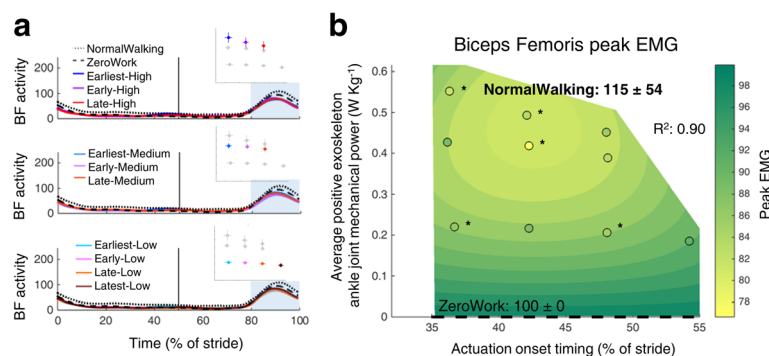 a
BF activity
200
100
0
NormalWalking
ZeroWork
Earliest-High
Early-High
Late-High
BF activity
200
100
0
Earliest-Medium
Early-Medium
Late-Medium
BF activity
200
100
0
Earliest-Low
Early-Low
Late-Low
Latest-Low
0 20 40 60 80 100
Time (% of stride)
b
Biceps Femoris peak EMG
Average positive exoskeleton
ankle joint mechanical power (W Kg⁻¹)
0.6
0.5
0.4
0.3
0.2
0.1
0
NormalWalking: 115 ± 54
* * * * *
ZeroWork: 100 ± 0
35 40 45 50 55
Actuation onset timing (% of stride)
R²: 0.90
98
96
94
92
90
88
86
84
82
80
78
Peak EMG